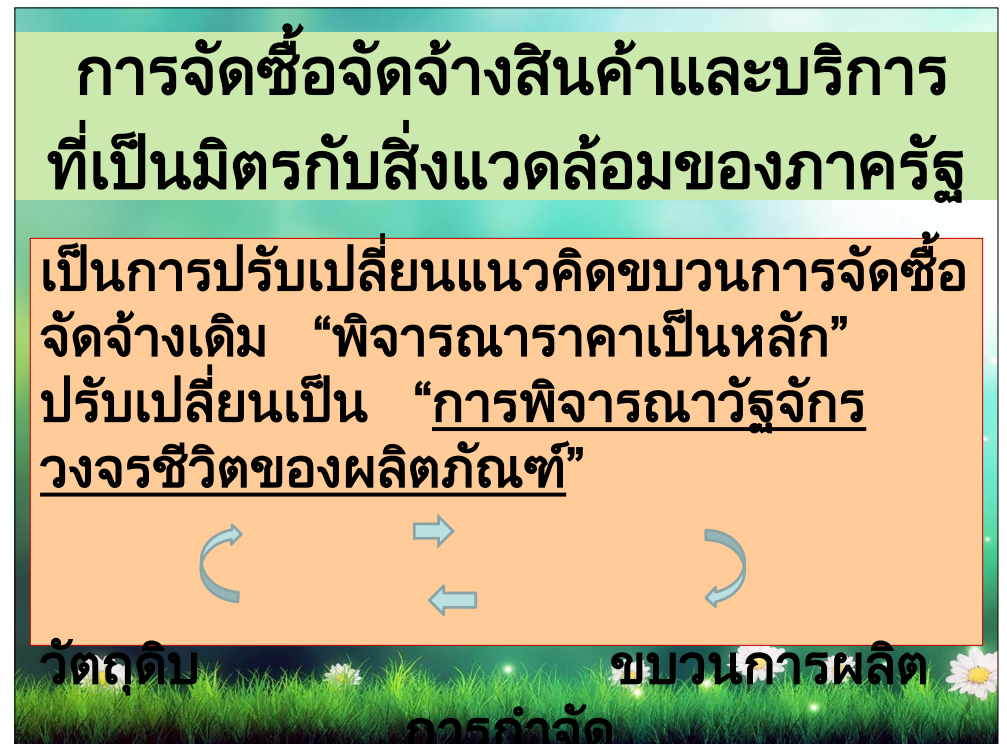 การจัดซื้อจัดจ้างสินค้าและบริการ
ที่เป็นมิตรกับสิ่งแวดล้อมของภาครัฐ
เป็นการปรับเปลี่ยนแนวคิดขบวนการจัดซื้อ
จัดจ้างเดิม “พิจารณาราคาเป็นหลัก”
ปรับเปลี่ยนเป็น “การพิจารณาวัฐจักร
วงจรชีวิตของผลิตภัณฑ์”
วัตถุดิบ ขบวนการผลิต
การกำจัด